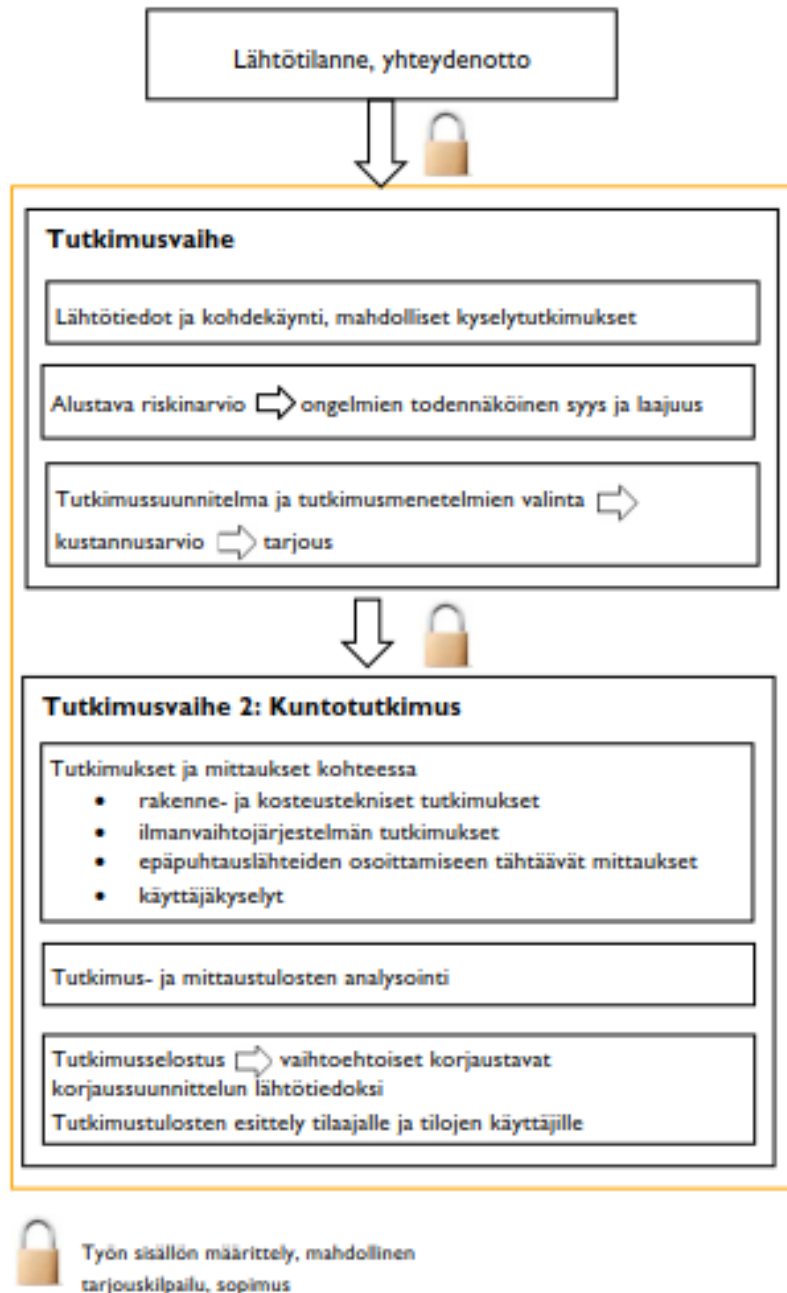 Lähtötilanne, yhteydenotto
Tutkimusvaihe
Lähtötiedot ja kohdekäynti, mahdolliset kyselytutkimukset
Alustava riskinarvio ongelmien todennäköinen syys ja laajuus
Tutkimussuunnitelma ja tutkimusmenetelmien valinta
kustannusarvio tarjous
Tutkimusvaihe 2: Kuntotutkimus
Tutkimukset ja mittaukset kohteessa
• rakenne- ja kosteustekniset tutkimukset
• ilmanvaihtojärjestelmän tutkimukset
• epäpuhtauslähteiden osoittamiseen tähtäävät mittaukset
• käyttäjäkyselyt
Tutkimus- ja mittaustulosten analysointi
Tutkimusselostus vaihtoehtoiset korjaustavat
korjaussuunnittelun lähtötiedoksi
Tutkimustulosten esittely tilaajalle ja tilojen käyttäjille
Työn sisällön määrittely, mahdollinen
tarjouskilpailu, sopimus